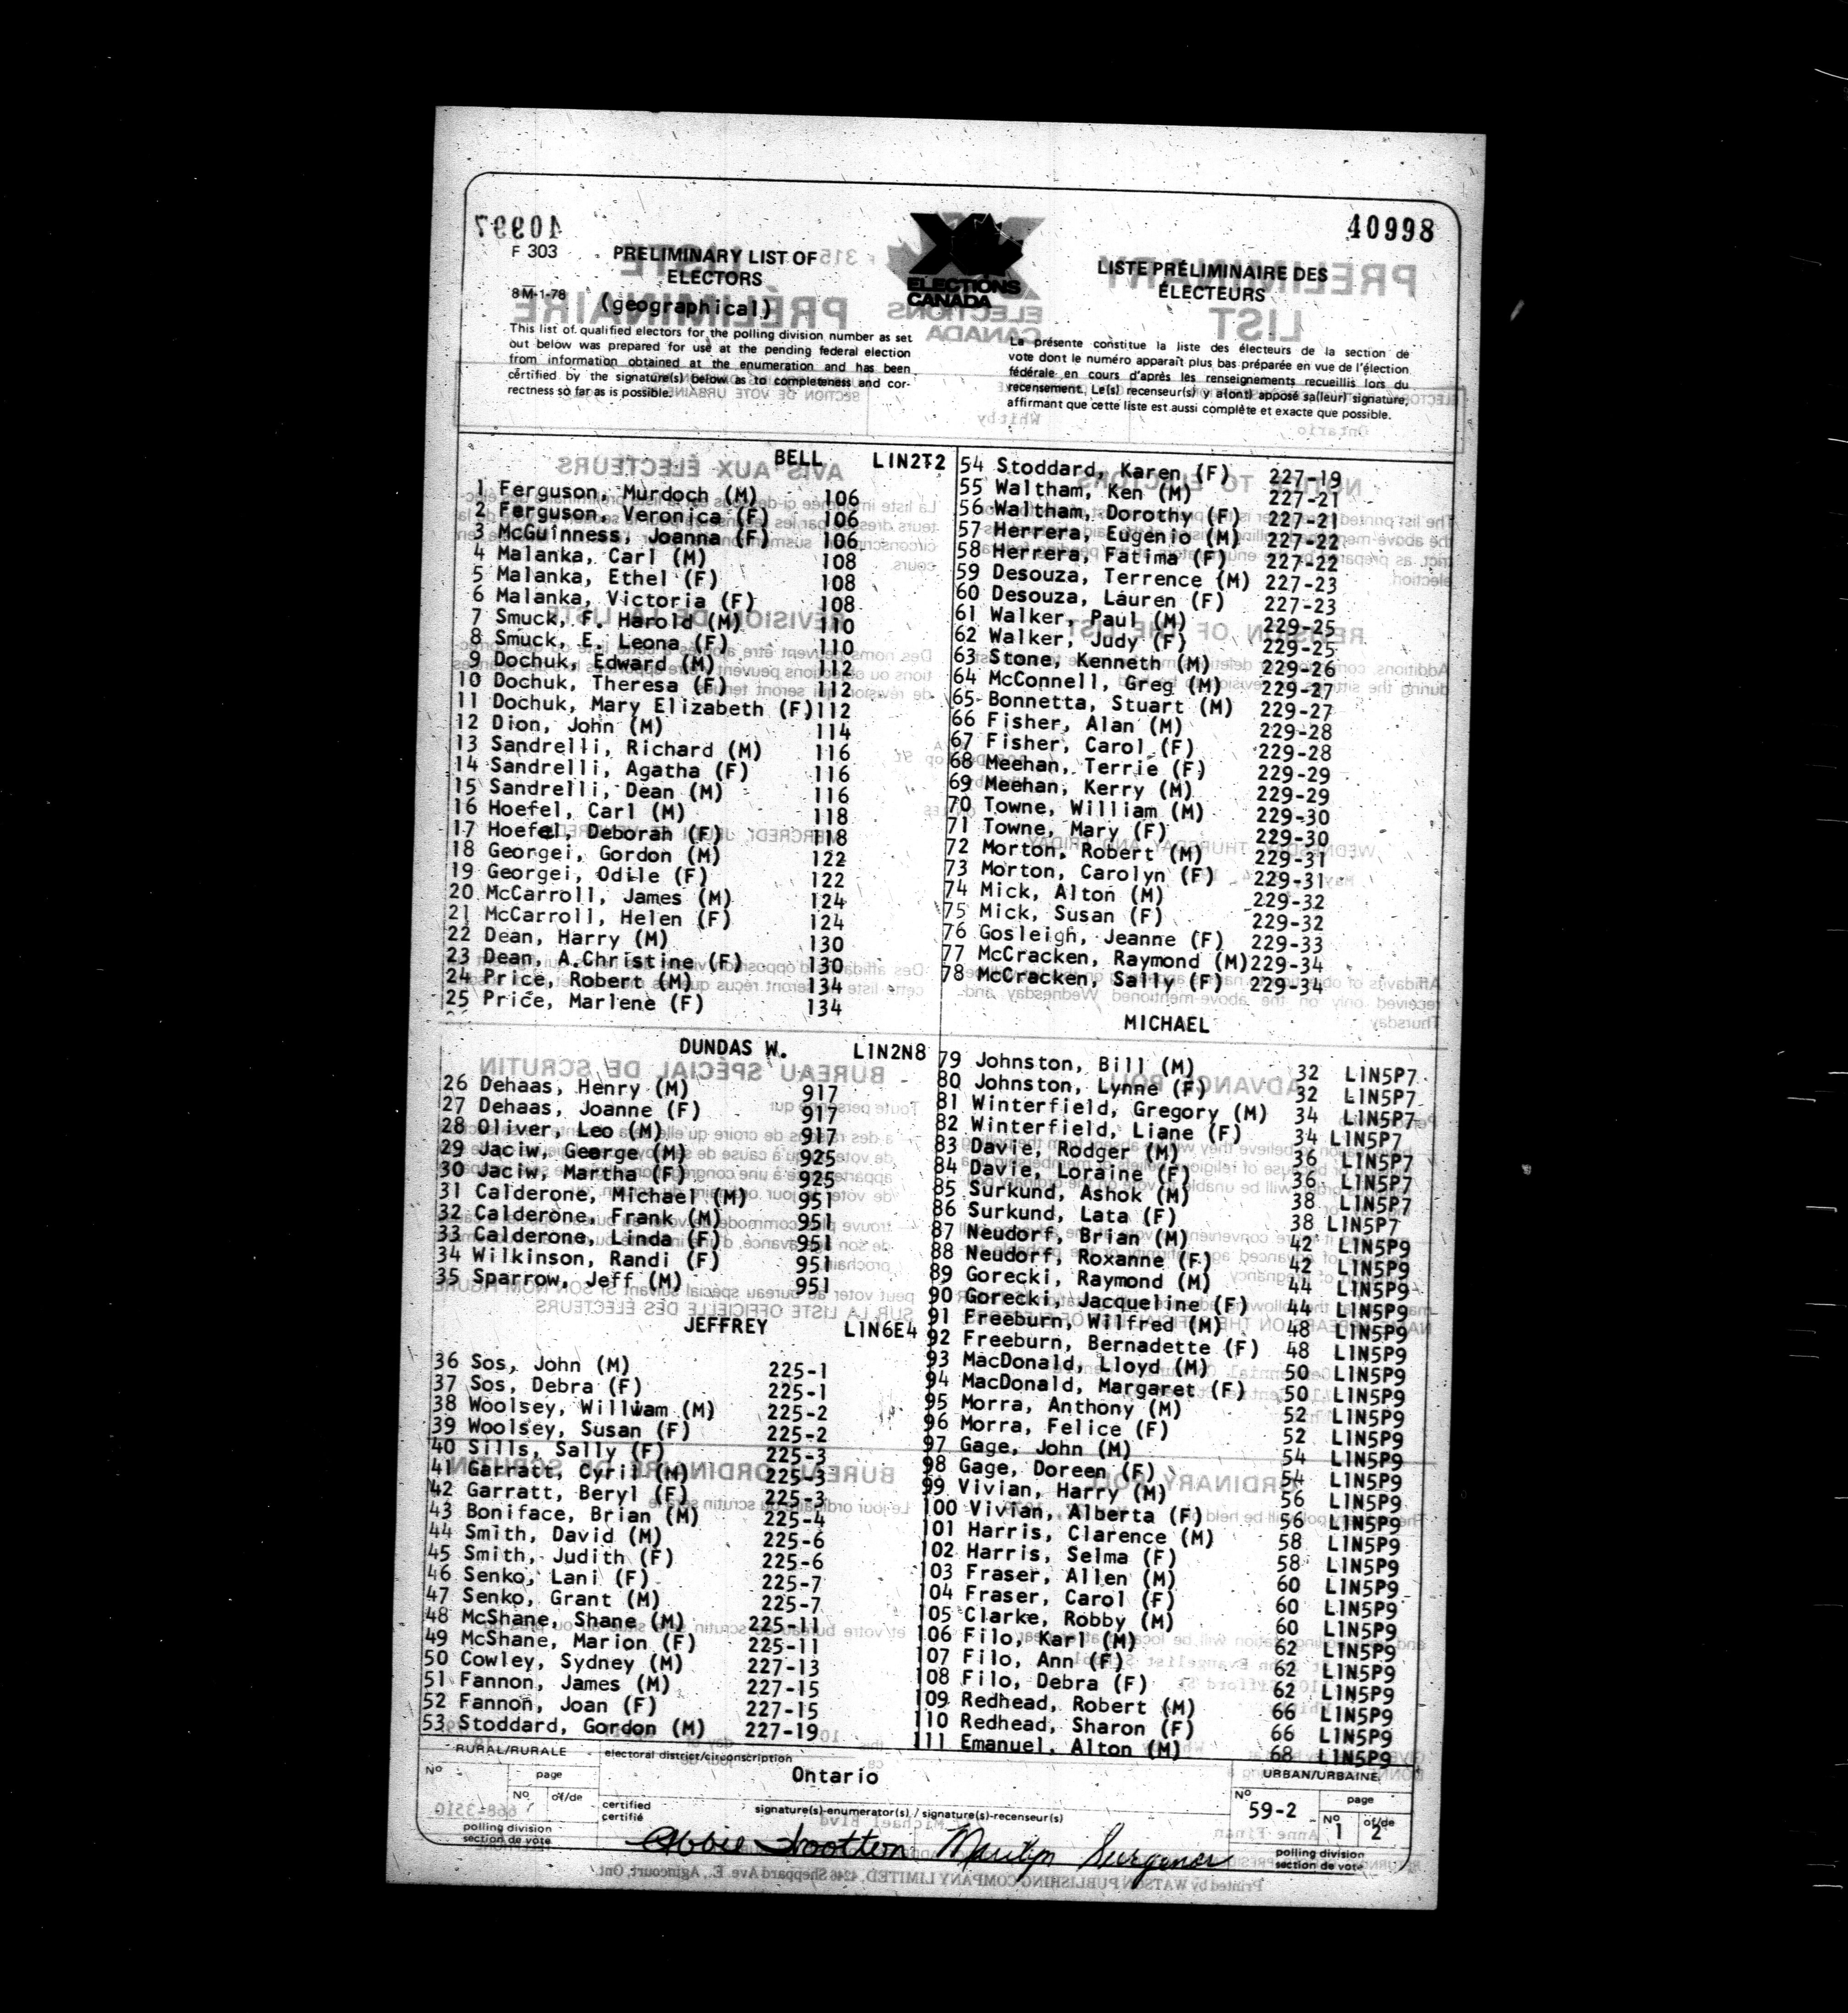 40998
F 303
PRELIMINARY LIST OF
ELECTORS
8M-1-78
(geographical)
This list of qualified electors for the polling division number as set
out below was prepared for use at the pending federal election
from information obtained at the enumeration and has been
certified by the signature(s) below as to completeness and cor-
rectness so far as is possible.
ELECTIONS
CANADA
LISTE PRÉLIMINAIRE DES
ÉLECTEURS
La présente constitue la liste des électeurs de la section de
vote dont le numéro apparaît plus bas préparée en vue de l'élection
fédérale en cours d'après les renseignements recueillis lors du
recensement. Le(s) recenseur(s) y a(ont) apposé sa(leur) signature,
affirmant que cette liste est aussi complète et exacte que possible.
BELL L1N2T2
1 Ferguson, Murdoch (M) 106
2 Ferguson, Veronica (F) 106
3 McGuinness, Joanna (F) 106
4 Malanka, Carl (M) 108
5 Malanka, Ethel (F) 108
6 Malanka, Victoria (F) 108
7 Smuck, F. Harold (M) 110
8 Smuck, E. Leona (F) 110
9 Dochuk, Edward (M) 112
10 Dochuk, Theresa (F) 112
11 Dochuk, Mary Elizabeth (F)112
12 Dion, John (M) 114
13 Sandrelli, Richard (M) 116
14 Sandrelli, Agatha (F) 116
15 Sandrelli, Dean (M) 116
16 Hoefel, Carl (M) 118
17 Hoefel, Deborah (F) 118
18 Georgei, Gordon (M) 122
19 Georgei, Odile (F) 122
20 McCarroll, James (M) 124
21 McCarroll, Helen (F) 124
22 Dean, Harry (M) 130
23 Dean, A.Christine (F) 130
24 Price, Robert (M) 134
25 Price, Marlene (F) 134
DUNDAS W. L1N2N8
26 Dehaas, Henry (M) 917
27 Dehaas, Joanne (F) 917
28 Oliver, Leo (M) 917
29 Jaciw, George (M) 925
30 Jaciw, Martha (F) 925
31 Calderone, Michael (M) 951
32 Calderone, Frank (M) 951
33 Calderone, Linda (F) 951
34 Wilkinson, Randi (F) 951
35 Sparrow, Jeff (M) 951
JEFFREY L1N6E4
36 Sos, John (M) 225-1
37 Sos, Debra (F) 225-1
38 Woolsey, William (M) 225-2
39 Woolsey, Susan (F) 225-2
40 Sills, Sally (F) 225-3
41 Garratt, Cyril (M) 225-3
42 Garratt, Beryl (F) 225-3
43 Boniface, Brian (M) 225-4
44 Smith, David (M) 225-6
45 Smith, Judith (F) 225-6
46 Senko, Lani (F) 225-7
47 Senko, Grant (M) 225-7
48 McShane, Shane (M) 225-11
49 McShane, Marion (F) 225-11
50 Cowley, Sydney (M) 227-13
51 Fannon, James (M) 227-15
52 Fannon, Joan (F) 227-15
53 Stoddard, Gordon (M) 227-19
54 Stoddard, Karen (F) 227-19
55 Waltham, Ken (M) 227-21
56 Waltham, Dorothy (F) 227-21
57 Herrera, Eugenio (M) 227-22
58 Herrera, Fatima (F) 227-22
59 Desouza, Terrence (M) 227-23
60 Desouza, Lauren (F) 227-23
61 Walker, Paul (M) 229-25
62 Walker, Judy (F) 229-25
63 Stone, Kenneth (M) 229-26
64 McConnell, Greg (M) 229-27
65 Bonnetta, Stuart (M) 229-27
66 Fisher, Alan (M) 229-28
67 Fisher, Carol (F) 229-28
68 Meehan, Terrie (F) 229-29
69 Meehan, Kerry (M) 229-29
70 Towne, William (M) 229-30
71 Towne, Mary (F) 229-30
72 Morton, Robert (M) 229-31
73 Morton, Carolyn (F) 229-31
74 Mick, Alton (M) 229-32
75 Mick, Susan (F) 229-32
76 Gosleigh, Jeanne (F) 229-33
77 McCracken, Raymond (M)229-34
78 McCracken, Sally (F) 229-34
MICHAEL
79 Johnston, Bill (M) 32 L1N5P7
80 Johnston, Lynne (F) 32 L1N5P7
81 Winterfield, Gregory (M) 34 L1N5P7
82 Winterfield, Liane (F) 34 L1N5P7
83 Davie, Rodger (M) 36 L1N5P7
84 Davie, Loraine (F) 36 L1N5P7
85 Surkund, Ashok (M) 38 L1N5P7
86 Surkund, Lata (F) 38 L1N5P7
87 Neudorf, Brian (M) 42 L1N5P9
88 Neudorf, Roxanne (F) 42 L1N5P9
89 Gorecki, Raymond (M) 44 L1N5P9
90 Gorecki, Jacqueline (F) 44 L1N5P9
91 Freeburn, Wilfred (M) 48 L1N5P9
92 Freeburn, Bernadette (F) 48 L1N5P9
93 MacDonald, Lloyd (M) 50 L1N5P9
94 MacDonald, Margaret (F) 50 L1N5P9
95 Morra, Anthony (M) 52 L1N5P9
96 Morra, Felice (F) 52 L1N5P9
97 Gage, John (M) 54 L1N5P9
98 Gage, Doreen (F) 54 L1N5P9
99 Vivian, Harry (M) 56 L1N5P9
100 Vivian, Alberta (F) 56 L1N5P9
101 Harris, Clarence (M) 58 L1N5P9
102 Harris, Selma (F) 58 L1N5P9
103 Fraser, Allen (M) 60 L1N5P9
104 Fraser, Carol (F) 60 L1N5P9
105 Clarke, Robby (M) 60 L1N5P9
106 Filo, Karl (M) 62 L1N5P9
107 Filo, Ann (F) 62 L1N5P9
108 Filo, Debra (F) 62 L1N5P9
109 Redhead, Robert (M) 66 L1N5P9
110 Redhead, Sharon (F) 66 L1N5P9
111 Emanuel, Alton (M) 68 L1N5P9
RURAL/RURALE
No
page
No of/de
polling division
section de vote
electoral district/circonscription
Ontario
certified
certifié
signature(s)-enumerator(s) / signature(s)-recenseur(s)
URBAN/URBAINE
No 59-2
page
No 1 of/de 2
polling division
section de vote